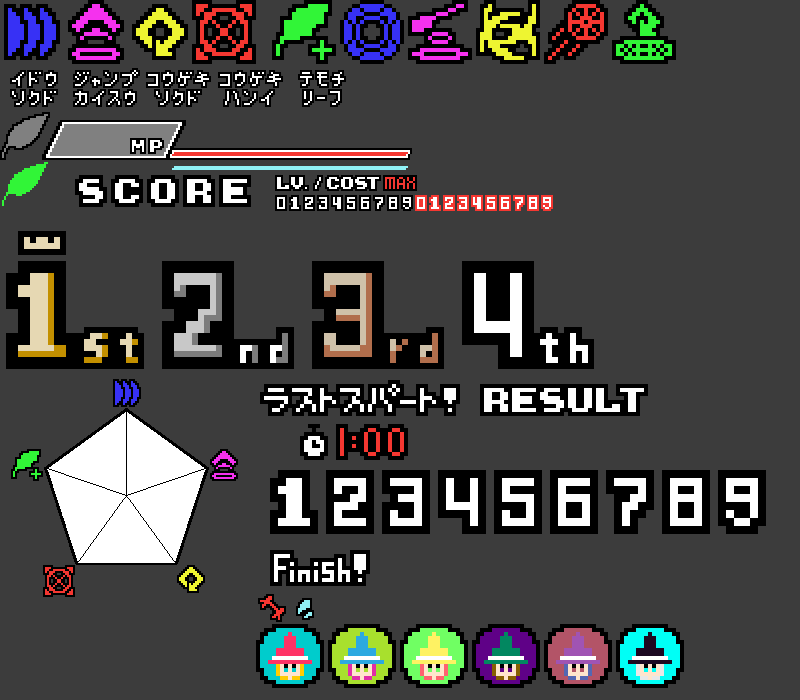 イドウ ジャンプ コウゲキ コウゲキ テモチ
ソクド カイスウ ソクド ハンイ リーフ
MP
SCORE LV. / COST MAX
01234567890123456789
1st 2nd 3rd 4th
ラストスパート! RESULT
1:00
123456789
Finish!